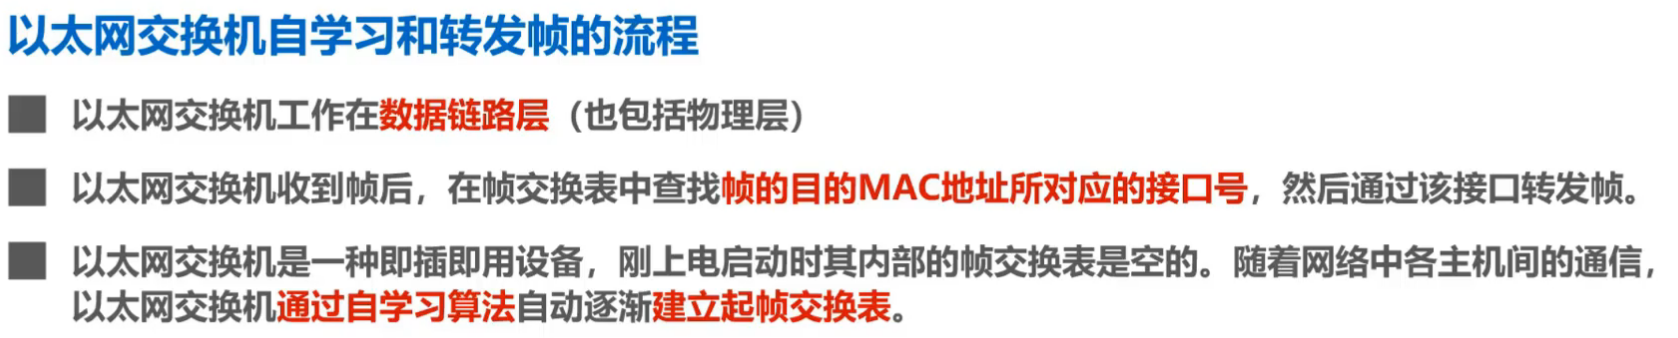 以太网交换机自学习和转发帧的流程
以太网交换机工作在数据链路层（也包括物理层）
以太网交换机收到帧后，在帧交换表中查找帧的目的MAC地址所对应的接口号，然后通过该接口转发帧。
以太网交换机是一种即插即用设备，刚上电启动时其内部的帧交换表是空的。随着网络中各主机间的通信，
以太网交换机通过自学习算法自动逐渐建立起帧交换表。